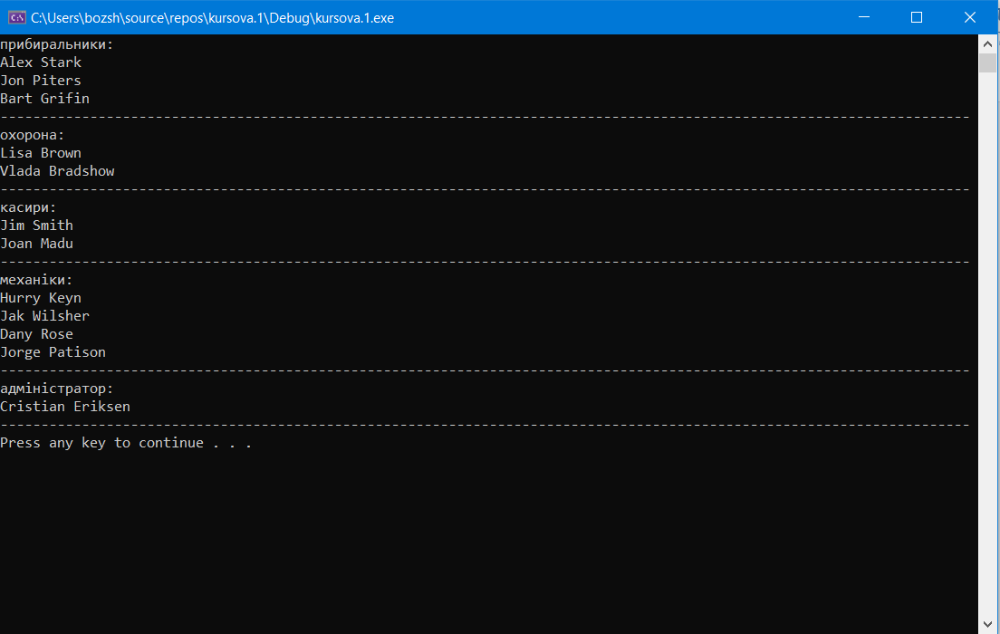 C:\Users\bozsh\source\repos\kursova.1\Debug\kursova.1.exe
прибиральники:
Alex Stark
Jon Piters
Bart Grifin
-----------------------------------------------------------------------------------------------------------------------
охорона:
Lisa Brown
Vlada Bradshow
-----------------------------------------------------------------------------------------------------------------------
касири:
Jim Smith
Joan Madu
-----------------------------------------------------------------------------------------------------------------------
механіки:
Hurry Keyn
Jak Wilsher
Dany Rose
Jorge Patison
-----------------------------------------------------------------------------------------------------------------------
адміністратор:
Cristian Eriksen
-----------------------------------------------------------------------------------------------------------------------
Press any key to continue . . .